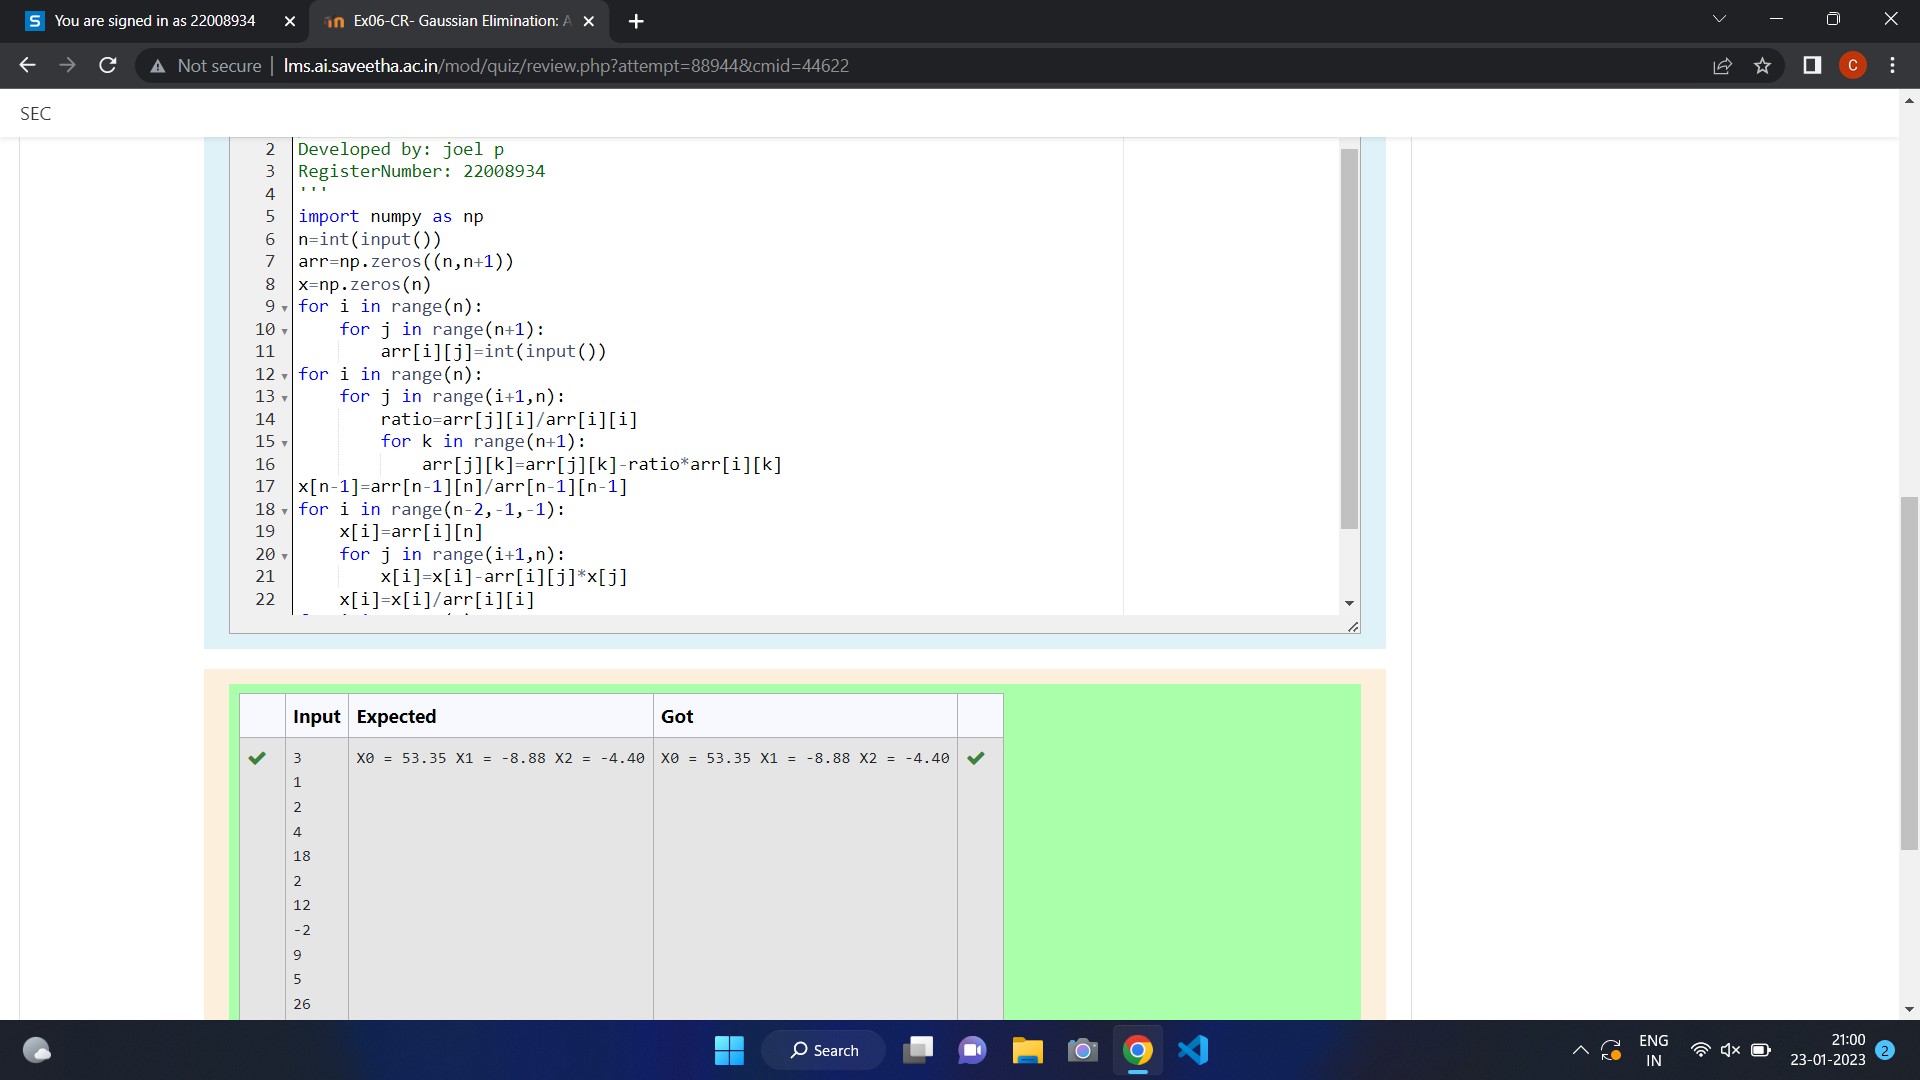 You are signed in as 22008934
Ex06-CR- Gaussian Elimination: A
Not secure | lms.ai.saveetha.ac.in/mod/quiz/review.php?attempt=88944&cmid=44622
C
SEC
2 Developed by: joel p
3 RegisterNumber: 22008934
4 '''
5 import numpy as np
6 n=int(input())
7 arr=np.zeros((n,n+1))
8 x=np.zeros(n)
9 for i in range(n):
10     for j in range(n+1):
11         arr[i][j]=int(input())
12 for i in range(n):
13     for j in range(i+1,n):
14         ratio=arr[j][i]/arr[i][i]
15         for k in range(n+1):
16             arr[j][k]=arr[j][k]-ratio*arr[i][k]
17 x[n-1]=arr[n-1][n]/arr[n-1][n-1]
18 for i in range(n-2,-1,-1):
19     x[i]=arr[i][n]
20     for j in range(i+1,n):
21         x[i]=x[i]-arr[i][j]*x[j]
22     x[i]=x[i]/arr[i][i]
Input Expected Got
3 X0 = 53.35 X1 = -8.88 X2 = -4.40 X0 = 53.35 X1 = -8.88 X2 = -4.40
1
2
4
18
2
12
-2
9
5
26
Search
ENG
IN
21:00
23-01-2023
2